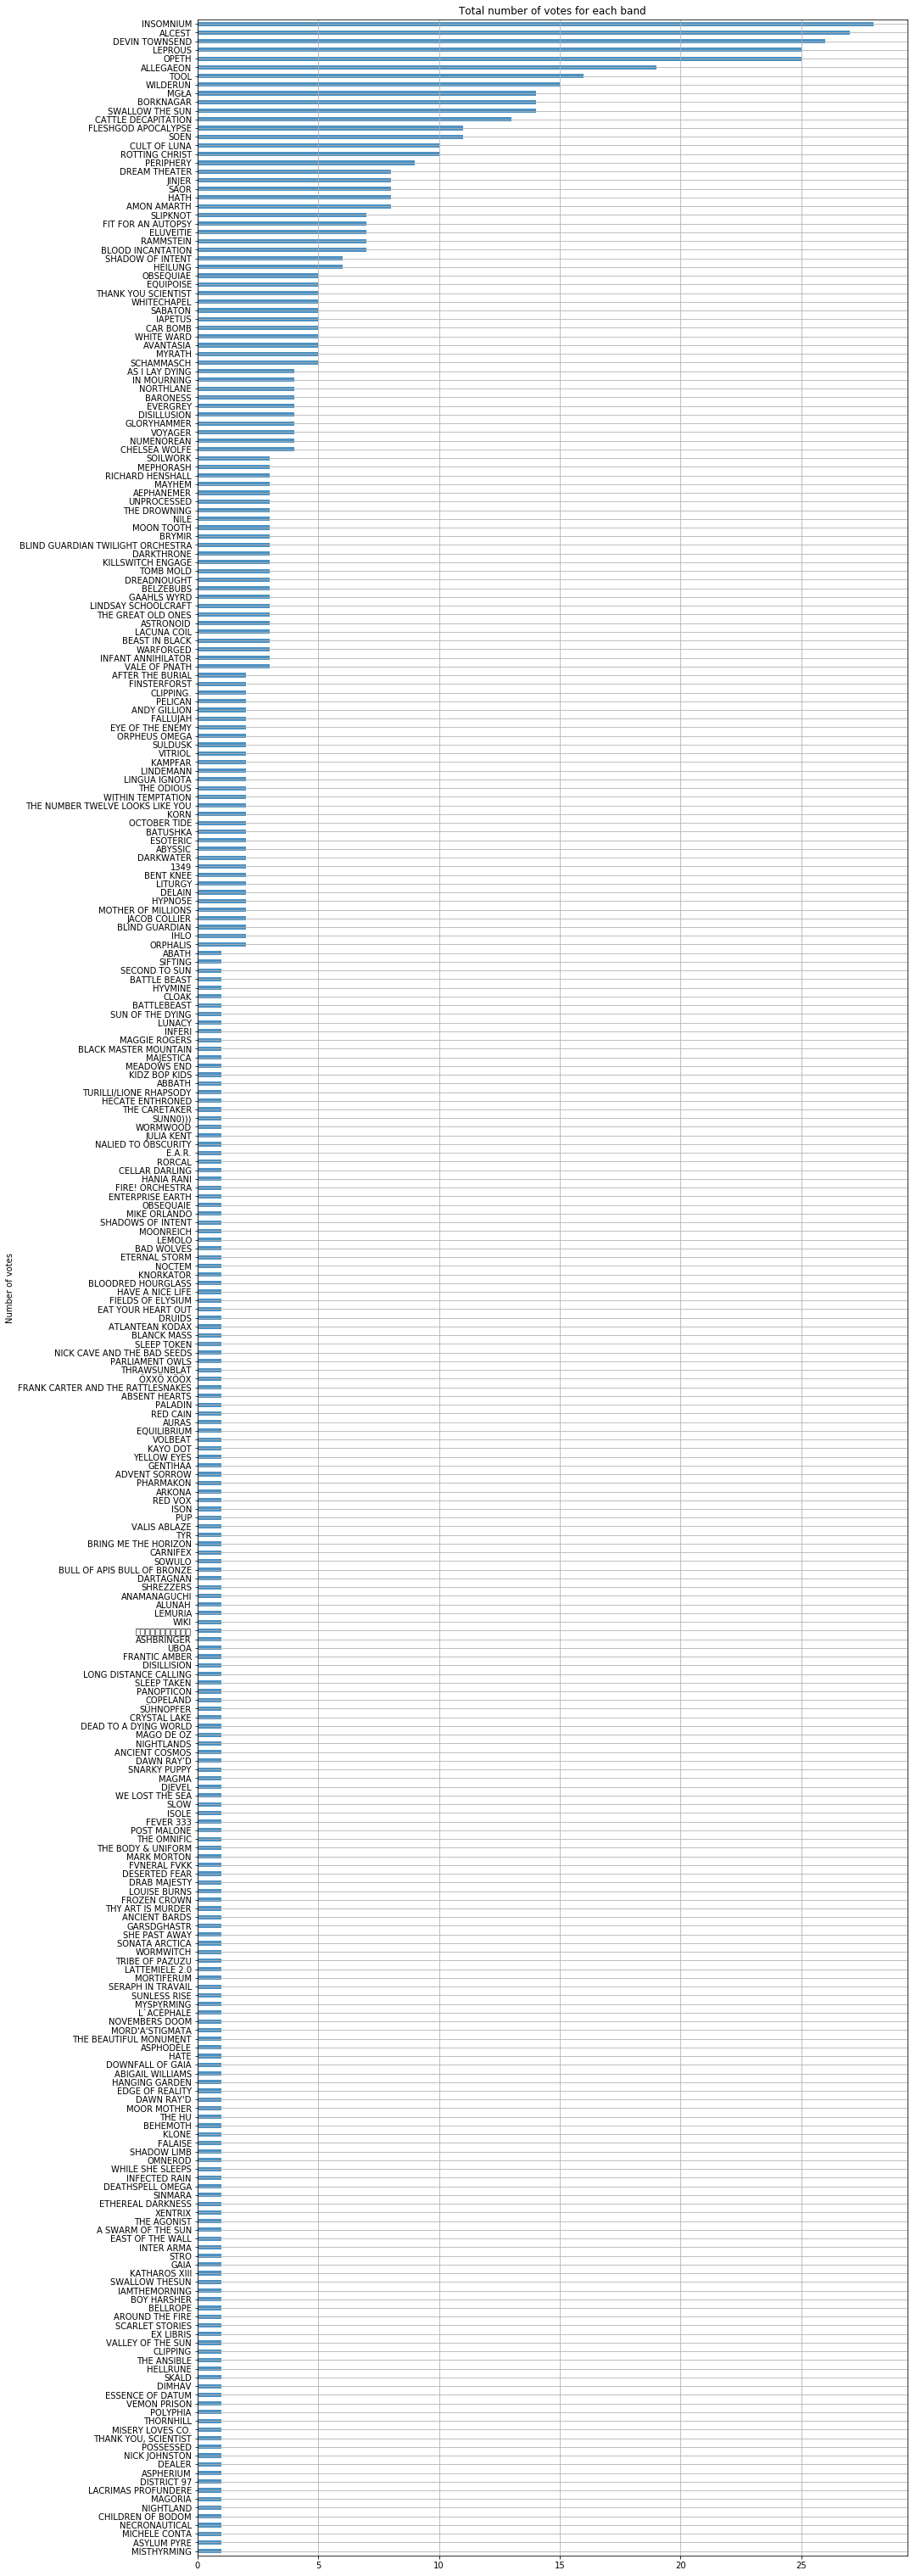 Total number of votes for each band
INSOMNIUM
ALCEST
DEVIN TOWNSEND
LEPROUS
OPETH
ALLEGAEON
TOOL
WILDERUN
MGŁA
BORKNAGAR
SWALLOW THE SUN
CATTLE DECAPITATION
FLESHGOD APOCALYPSE
SOEN
CULT OF LUNA
ROTTING CHRIST
PERIPHERY
DREAM THEATER
JINJER
SAOR
HATH
AMON AMARTH
SLIPKNOT
FIT FOR AN AUTOPSY
ELUVEITIE
RAMMSTEIN
BLOOD INCANTATION
SHADOW OF INTENT
HEILUNG
OBSEQUIAE
EQUIPOISE
THANK YOU SCIENTIST
WHITECHAPEL
SABATON
IAPETUS
CAR BOMB
WHITE WARD
AVANTASIA
MYRATH
SCHAMMASCH
AS I LAY DYING
IN MOURNING
NORTHLANE
BARONESS
EVERGREY
DISILLUSION
GLORYHAMMER
VOYAGER
NUMENOREAN
CHELSEA WOLFE
SOILWORK
MEPHORASH
RICHARD HENSHALL
MAYHEM
AEPHANEMER
UNPROCESSED
THE DROWNING
NILE
MOON TOOTH
BRYMIR
BLIND GUARDIAN TWILIGHT ORCHESTRA
DARKTHRONE
KILLSWITCH ENGAGE
TOMB MOLD
DREADNOUGHT
BELZEBUBS
GAAHLS WYRD
LINDSAY SCHOOLCRAFT
THE GREAT OLD ONES
ASTRONOID
LACUNA COIL
BEAST IN BLACK
WARFORGED
INFANT ANNIHILATOR
VALE OF PNATH
AFTER THE BURIAL
FINSTERFORST
CLIPPING.
PELICAN
ANDY GILLION
FALLUJAH
EYE OF THE ENEMY
ORPHEUS OMEGA
SULDUSK
VITRIOL
KAMPFAR
LINDEMANN
LINGUA IGNOTA
THE ODIOUS
WITHIN TEMPTATION
THE NUMBER TWELVE LOOKS LIKE YOU
KORN
OCTOBER TIDE
BATUSHKA
ESOTERIC
ABYSSIC
DARKWATER
1349
BENT KNEE
LITURGY
DELAIN
HYPNO5E
MOTHER OF MILLIONS
JACOB COLLIER
BLIND GUARDIAN
IHLO
ORPHALIS
ABATH
SIFTING
SECOND TO SUN
BATTLE BEAST
HYVMINE
CLOAK
BATTLEBEAST
SUN OF THE DYING
LUNACY
INFERI
MAGGIE ROGERS
BLACK MASTER MOUNTAIN
MAJESTICA
MEADOWS END
KIDZ BOP KIDS
ABBATH
TURILLI/LIONE RHAPSODY
HECATE ENTHRONED
THE CARETAKER
SUNN0)))
WORMWOOD
JULIA KENT
NALIED TO OBSCURITY
E.A.R.
RORCAL
CELLAR DARLING
HANIA RANI
FIRE! ORCHESTRA
ENTERPRISE EARTH
OBSEQUAIE
MIKE ORLANDO
SHADOWS OF INTENT
MOONREICH
LEMOLO
BAD WOLVES
ETERNAL STORM
NOCTEM
KNORKATOR
BLOODRED HOURGLASS
HAVE A NICE LIFE
FIELDS OF ELYSIUM
EAT YOUR HEART OUT
DRUIDS
ATLANTEAN KODAX
BLANCK MASS
SLEEP TOKEN
NICK CAVE AND THE BAD SEEDS
PARLIAMENT OWLS
THRAWSUNBLAT
ÖXXÖ XÖÖX
FRANK CARTER AND THE RATTLESNAKES
ABSENT HEARTS
PALADIN
RED CAIN
AURAS
EQUILIBRIUM
VOLBEAT
KAYO DOT
YELLOW EYES
GENTIHAA
ADVENT SORROW
PHARMAKON
ARKONA
RED VOX
ISON
PUP
VALIS ABLAZE
TÝR
BRING ME THE HORIZON
CARNIFEX
SOWULO
BULL OF APIS BULL OF BRONZE
DARTAGNAN
SHREZZERS
ANAMANAGUCHI
ALUNAH
LEMURIA
WIKI
ASHBRINGER
UBOA
FRANTIC AMBER
DISILLISION
LONG DISTANCE CALLING
SLEEP TAKEN
PANOPTICON
COPELAND
SÜHNOPFER
CRYSTAL LAKE
DEAD TO A DYING WORLD
MÄGO DE OZ
NIGHTLANDS
ANCIENT COSMOS
DAWN RAY'D
SNARKY PUPPY
MAGMA
DJEVEL
WE LOST THE SEA
SLOW
ISOLE
FEVER 333
POST MALONE
THE OMNIFIC
THE BODY & UNIFORM
MARK MORTON
FVNERAL FVKK
DESERTED FEAR
DRAB MAJESTY
LOUISE BURNS
FROZEN CROWN
THY ART IS MURDER
ANCIENT BARDS
GARSDGHASTR
SHE PAST AWAY
SONATA ARCTICA
WORMWITCH
TRIBE OF PAZUZU
LATTEMIELE 2.0
MORTIFERUM
SERAPH IN TRAVAIL
SUNLESS RISE
MYSÞYRMING
L`ACÉPHALE
NOVEMBERS DOOM
MORD'A'STIGMATA
THE BEAUTIFUL MONUMENT
ASPHODÈLE
HATE
DOWNFALL OF GAIA
ABIGAIL WILLIAMS
HANGING GARDEN
EDGE OF REALITY
DAWN RAY'D
MOOR MOTHER
THE HU
BEHEMOTH
KLONE
FALAISE
SHADOW LIMB
OMNEROD
WHILE SHE SLEEPS
INFECTED RAIN
DEATHSPELL OMEGA
SINMARA
ETHEREAL DARKNESS
XENTRIX
THE AGONIST
A SWARM OF THE SUN
EAST OF THE WALL
INTER ARMA
STRO
GAIA
KATHAROS XIII
SWALLOW THESUN
IAMTHEMORNING
BOY HARSHER
BELLROPE
AROUND THE FIRE
SCARLET STORIES
EX LIBRIS
VALLEY OF THE SUN
CLIPPING
THE ANSIBLE
HELLRUNE
SKALD
DIMHAV
ESSENCE OF DATUM
VEMON PRISON
POLYPHIA
THORNHILL
MISERY LOVES CO.
THANK YOU, SCIENTIST
POSSESSED
NICK JOHNSTON
DEALER
ASPHERIUM
DISTRICT 97
LACRIMAS PROFUNDERE
MAGORIA
NIGHTLAND
CHILDREN OF BODOM
NECRONAUTICAL
MICHELE CONTA
ASYLUM PYRE
MISTHYRMING
Number of votes
0 5 10 15 20 25